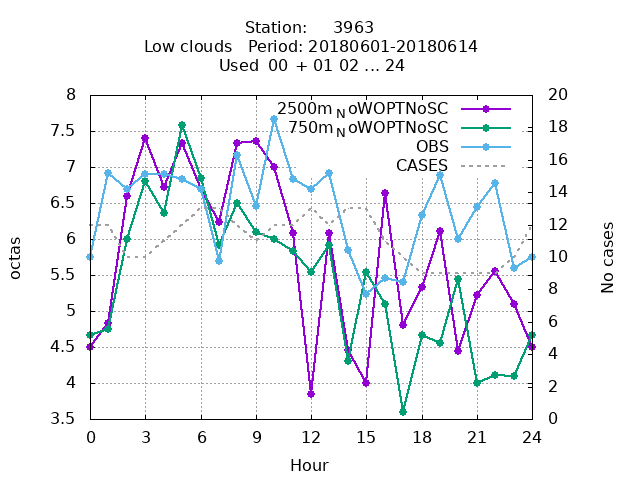 Station: 3963
Low clouds Period: 20180601-20180614
Used 00 + 01 02 ... 24
8
7.5
7
6.5
6
5.5
5
4.5
4
3.5
octas
2500m NoWOPTNoSC
750m NoWOPTNoSC
OBS
CASES
20
18
16
14
12
10
8
6
4
2
0
No cases
0 3 6 9 12 15 18 21 24
Hour